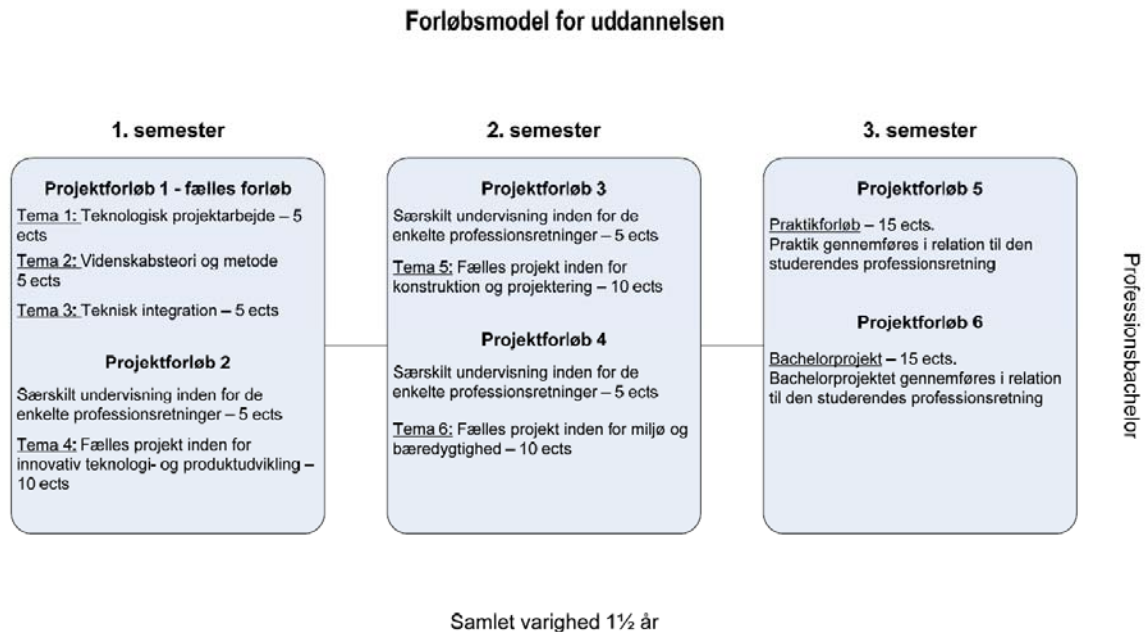 Forløbsmodel for uddannelsen
1. semester
Projektforløb 1 - fælles forløb
Tema 1: Teknologisk projektarbejde – 5
ects
Tema 2: Videnskabsteori og metode
5 ects
Tema 3: Teknisk integration – 5 ects
Projektforløb 2
Særskilt undervisning inden for de
enkelte professionsretninger – 5 ects
Tema 4: Fælles projekt inden for
innovativ teknologi- og produktudvikling –
10 ects
2. semester
Projektforløb 3
Særskilt undervisning inden for de
enkelte professionsretninger – 5 ects
Tema 5: Fælles projekt inden for
konstruktion og projektering – 10 ects
Projektforløb 4
Særskilt undervisning inden for de
enkelte professionsretninger – 5 ects
Tema 6: Fælles projekt inden for miljø og
bæredygtighed – 10 ects
3. semester
Projektforløb 5
Praktikforløb – 15 ects.
Praktik gennemføres i relation til den
studerendes professionsretning
Projektforløb 6
Bachelorprojekt – 15 ects.
Bachelorprojektet gennemføres i relation
til den studerendes professionsretning
Professionsbachelor
Samlet varighed 1½ år